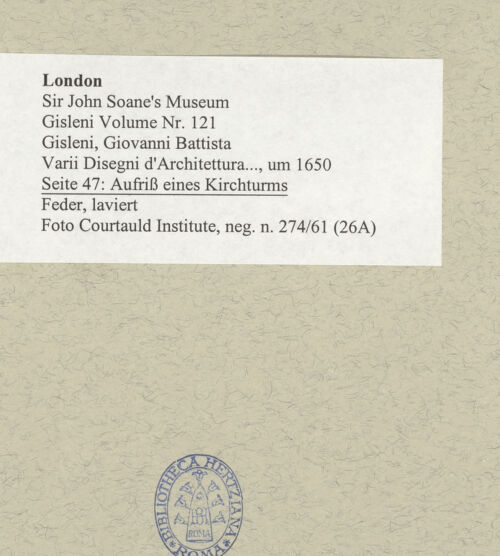 London
Sir John Soane's Museum
Gisleni Volume Nr. 121
Gisleni, Giovanni Battista
Varii Disegni d'Architettura..., um 1650
Seite 47: Aufriß eines Kirchturms
Feder, laviert
Foto Courtauld Institute, neg. n. 274/61 (26A)
BIBLIOTHECA HERTZIANA
ROMA
ROMA